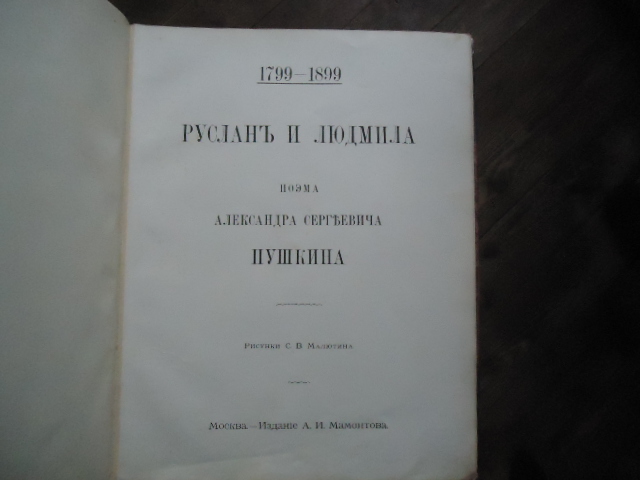 1799—1899
РУСЛАНЪ И ЛЮДМИЛА
ПОЭМА
АЛЕКСАНДРА СЕРГѢЕВИЧА
ПУШКИНА
Рисунки С. В. Малютина
Москва.—Изданіе А. И. Мамонтова.